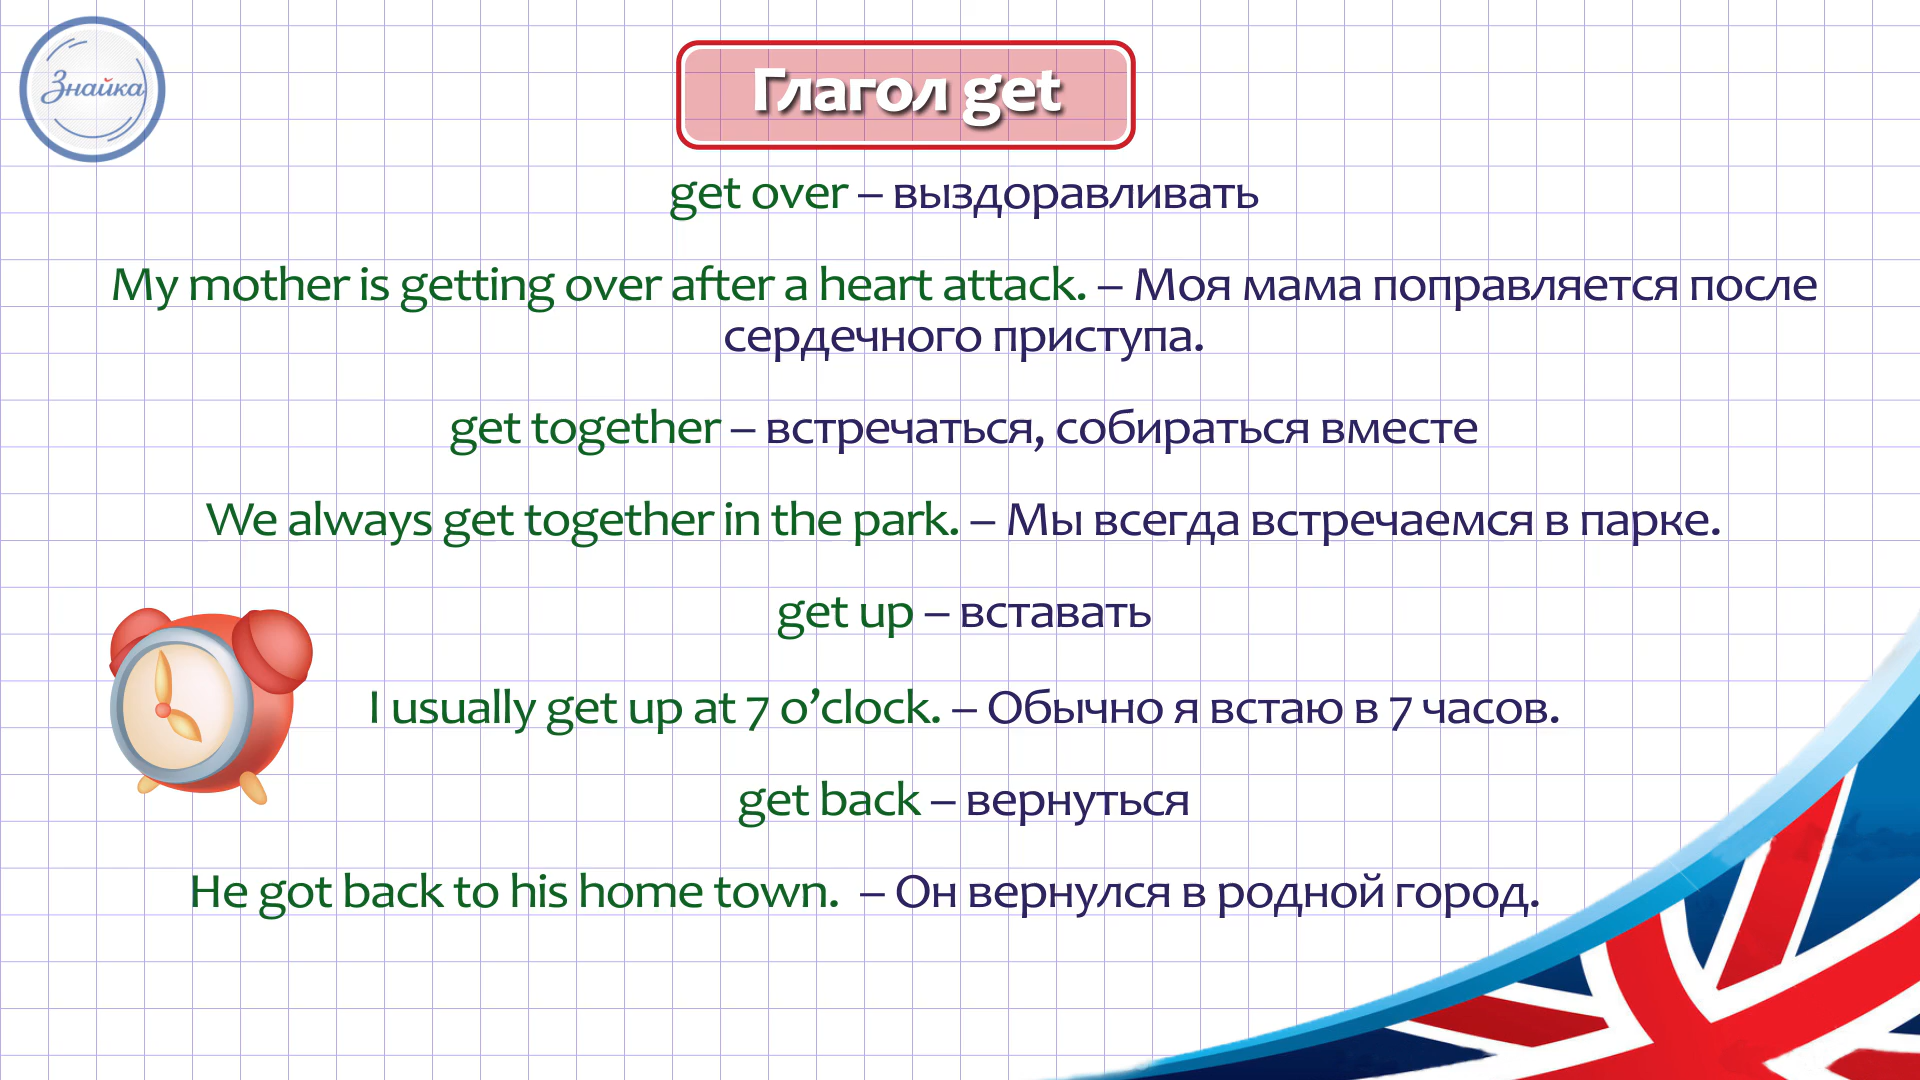 Знайка
Глагол get
get over – выздоравливать
My mother is getting over after a heart attack. – Моя мама поправляется после
сердечного приступа.
get together – встречаться, собираться вместе
We always get together in the park. – Мы всегда встречаемся в парке.
get up – вставать
I usually get up at 7 o’clock. – Обычно я встаю в 7 часов.
get back – вернуться
He got back to his home town.  – Он вернулся в родной город.